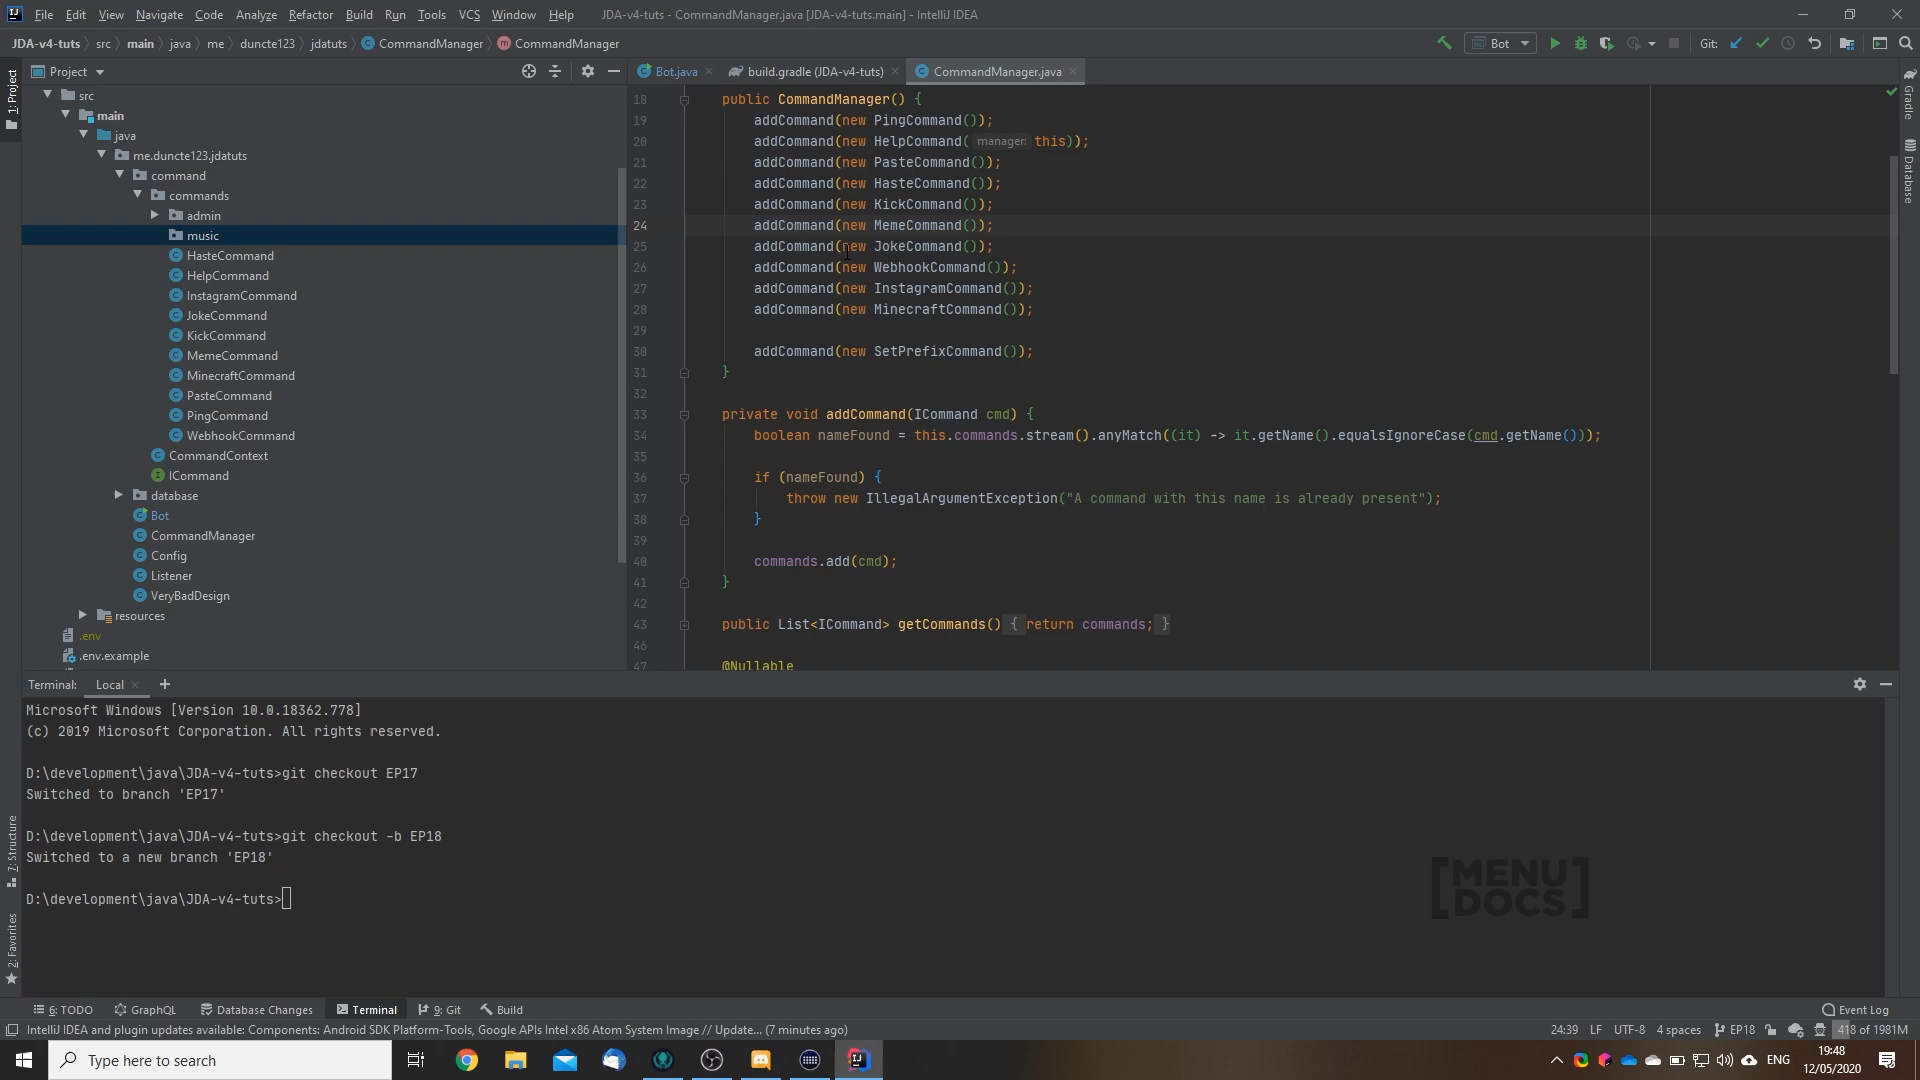 File Edit View Navigate Code Analyze Refactor Build Run Tools VCS Window Help JDA-v4-tuts - CommandManager.java [JDA-v4-tuts.main] - IntelliJ IDEA
JDA-v4-tuts src main java me duncte123 jdatuts CommandManager CommandManager Bot Git:
Project
Bot.java build.gradle (JDA-v4-tuts) CommandManager.java
1: Project
src
main
java
me.duncte123.jdatuts
command
commands
admin
music
HasteCommand
HelpCommand
InstagramCommand
JokeCommand
KickCommand
MemeCommand
MinecraftCommand
PasteCommand
PingCommand
WebhookCommand
CommandContext
ICommand
database
Bot
CommandManager
Config
Listener
VeryBadDesign
resources
.env
.env.example
18 public CommandManager() {
19 addCommand(new PingCommand());
20 addCommand(new HelpCommand( manager: this));
21 addCommand(new PasteCommand());
22 addCommand(new HasteCommand());
23 addCommand(new KickCommand());
24 addCommand(new MemeCommand());
25 addCommand(new JokeCommand());
26 addCommand(new WebhookCommand());
27 addCommand(new InstagramCommand());
28 addCommand(new MinecraftCommand());
29
30 addCommand(new SetPrefixCommand());
31 }
32
33 private void addCommand(ICommand cmd) {
34 boolean nameFound = this.commands.stream().anyMatch((it) -> it.getName().equalsIgnoreCase(cmd.getName()));
35
36 if (nameFound) {
37 throw new IllegalArgumentException("A command with this name is already present");
38 }
39
40 commands.add(cmd);
41 }
42
43 public List<ICommand> getCommands() { return commands; }
46
47 @Nullable
Gradle
Database
Terminal: Local +
Microsoft Windows [Version 10.0.18362.778]
(c) 2019 Microsoft Corporation. All rights reserved.
D:\development\java\JDA-v4-tuts>git checkout EP17
Switched to branch 'EP17'
D:\development\java\JDA-v4-tuts>git checkout -b EP18
Switched to a new branch 'EP18'
D:\development\java\JDA-v4-tuts>
[MENU
DOCS]
7: Structure
2: Favorites
6: TODO GraphQL Database Changes Terminal 9: Git Build Event Log
IntelliJ IDEA and plugin updates available: Components: Android SDK Platform-Tools, Google APIs Intel x86 Atom System Image // Update... (7 minutes ago) 24:39 LF UTF-8 4 spaces EP18 418 of 1981M
Type here to search
ENG
19:48
12/05/2020